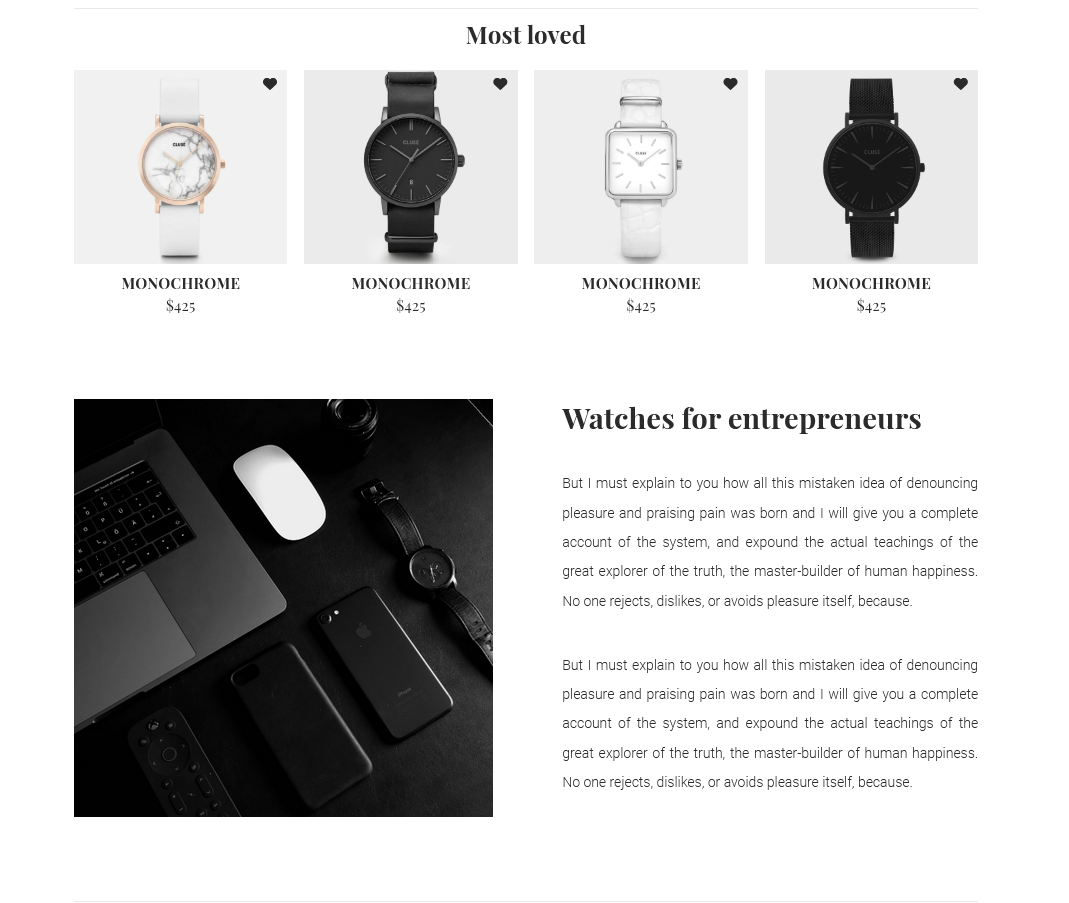 Most loved
CLUSE
CLUSE
6
CLUSE
CLUSE
MONOCHROME
MONOCHROME
MONOCHROME
MONOCHROME
$425
$425
$425
$425
Watches for entrepreneurs
But I must explain to you how all this mistaken idea of denouncing
pleasure and praising pain was born and I will give you a complete
account of the system, and expound the actual teachings of the
great explorer of the truth, the master-builder of human happiness.
No one rejects, dislikes, or avoids pleasure itself, because.
But I must explain to you how all this mistaken idea of denouncing
pleasure and praising pain was born and I will give you a complete
account of the system, and expound the actual teachings of the
great explorer of the truth, the master-builder of human happiness.
No one rejects, dislikes, or avoids pleasure itself, because.
iPhone